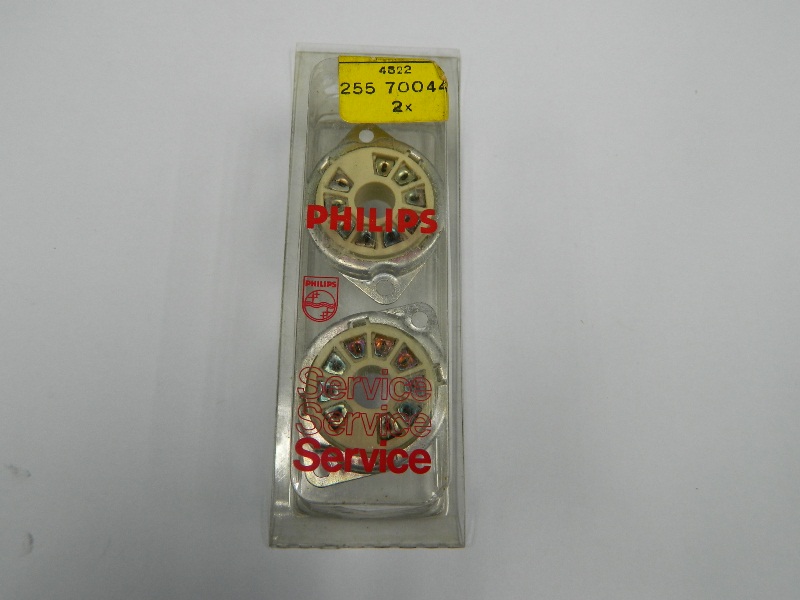 4822
255 70044
2x
PHILIPS
PHILIPS
Service
Service
Service